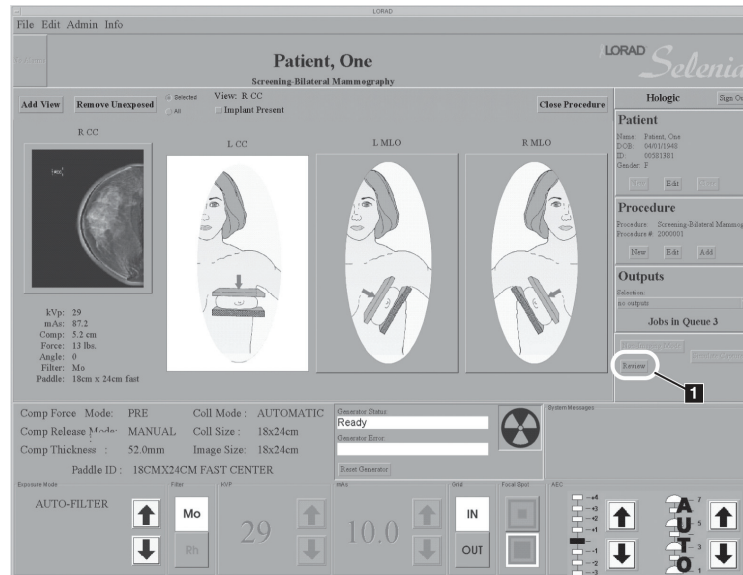 LORAD
File Edit Admin Info
Patient, One
Screening-Bilateral Mammography
LORAD
Selenia
Add View
Remove Unexposed
Selected
All
View: R CC
Implant Present
Close Procedure
Hologic
R CC
L CC
L MLO
R MLO
Patient
Name: Patient, One
DOB: 04/01/1948
ID: 00581381
Gender: F
New
Edit
Close
Procedure
Procedure: Screening-Bilateral
Procedure # 2000001
New
Edit
Add
Outputs
Selection:
no outputs
Jobs in Queue 3
Review
1
kVp: 29
mAs: 87.2
Comp: 5.2 cm
Force: 13 lbs.
Angle: 0
Filter: Mo
Paddle: 18cm x 24cm fast
Comp Force Mode: PRE
Comp Release Mode: MANUAL
Comp Thickness : 52.0mm
Paddle ID : 18CMX24CM FAST CENTER
Coll Mode : AUTOMATIC
Coll Size : 18x24cm
Image Size: 18x24cm
Generator Status:
Ready
Generator Error:
Reset Generator
System Messages
Exposure Mode
AUTO-FILTER
Filter
Mo
Rh
kVP
29
mAs
10.0
Grid
IN
OUT
Focal Spot
AEC
+4
+3
+2
+1
-1
-2
-3
AUTO
7
5
3
1